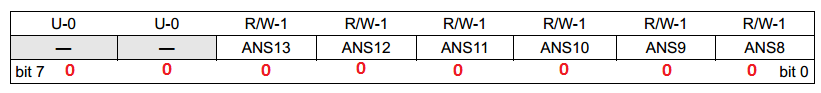 U-0 U-0 R/W-1 R/W-1 R/W-1 R/W-1 R/W-1 R/W-1
— — ANS13 ANS12 ANS11 ANS10 ANS9 ANS8
bit 7 0 0 0 0 0 0 0 0 bit 0